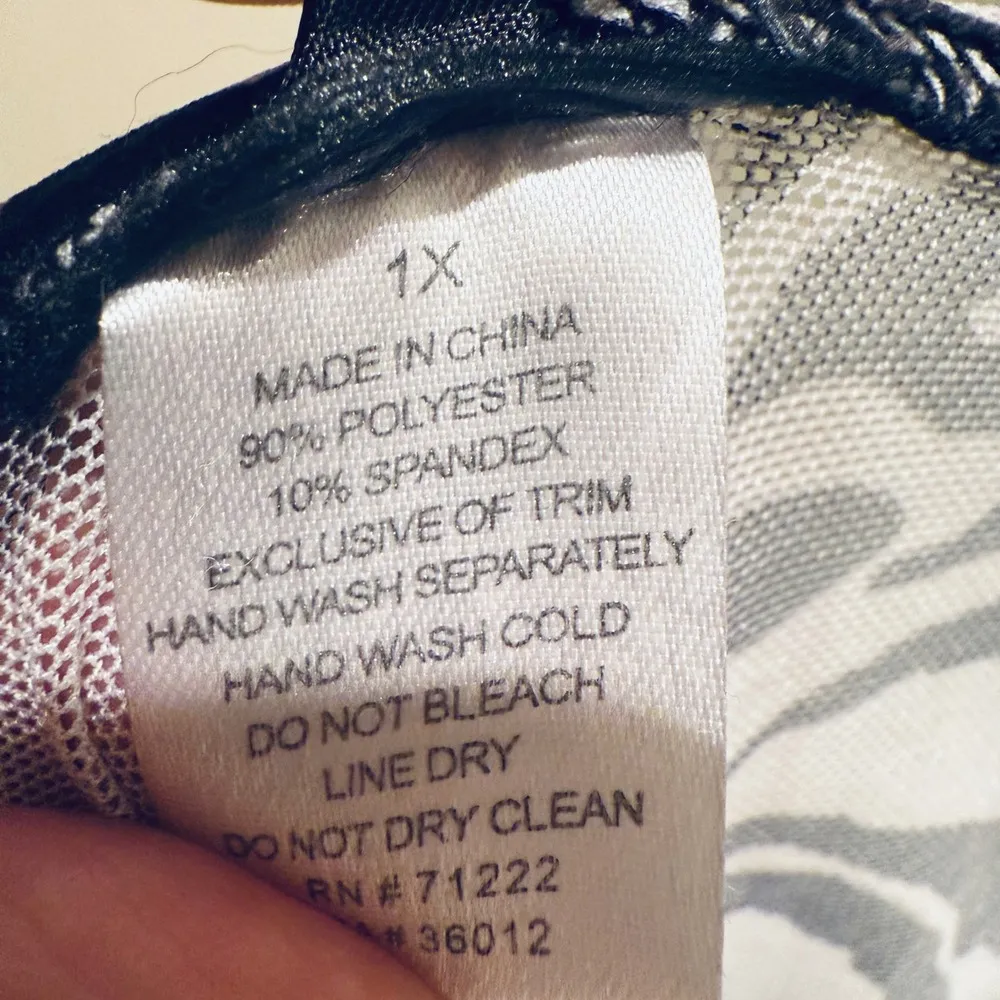 1X
MADE IN CHINA
90% POLYESTER
10% SPANDEX
EXCLUSIVE OF TRIM
HAND WASH SEPARATELY
HAND WASH COLD
DO NOT BLEACH
LINE DRY
DO NOT DRY CLEAN
RN # 71222
# 36012